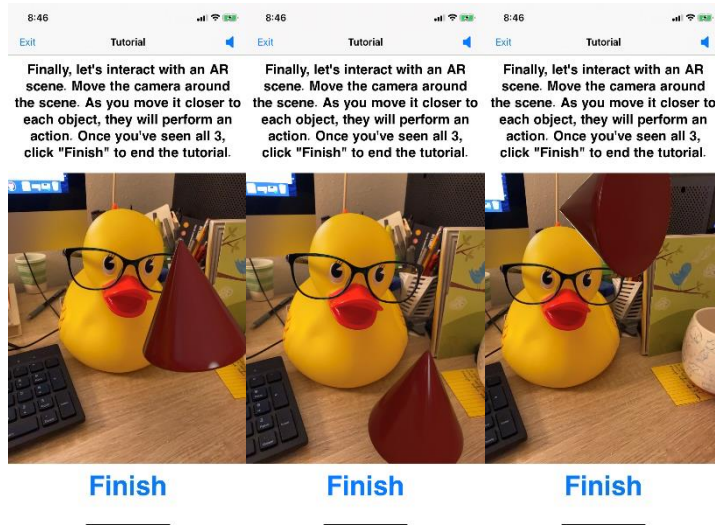 8:46
Exit Tutorial
Finally, let's interact with an AR
scene. Move the camera around
the scene. As you move it closer to
each object, they will perform an
action. Once you've seen all 3,
click "Finish" to end the tutorial.
Finish
8:46
Exit Tutorial
Finally, let's interact with an AR
scene. Move the camera around
the scene. As you move it closer to
each object, they will perform an
action. Once you've seen all 3,
click "Finish" to end the tutorial.
Finish
8:46
Exit Tutorial
Finally, let's interact with an AR
scene. Move the camera around
the scene. As you move it closer to
each object, they will perform an
action. Once you've seen all 3,
click "Finish" to end the tutorial.
Finish